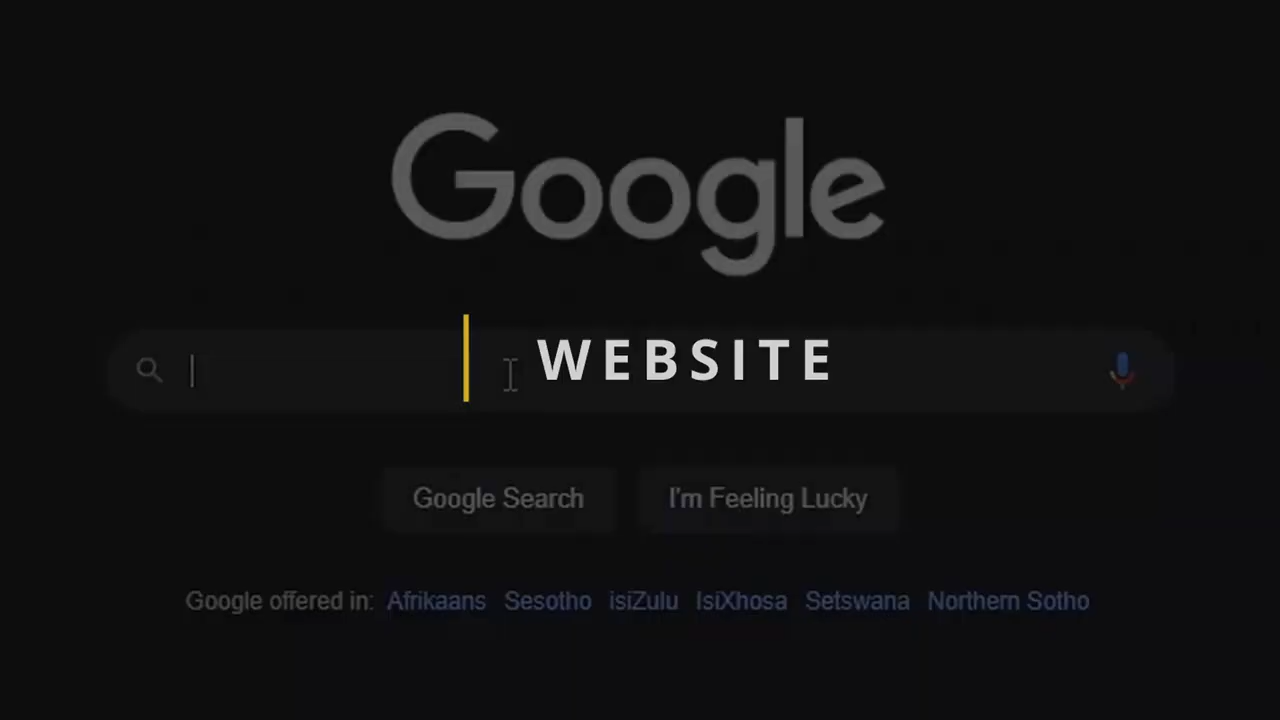 Google
WEBSITE
Google Search I'm Feeling Lucky
Google offered in: Afrikaans Sesotho isiZulu IsiXhosa Setswana Northern Sotho